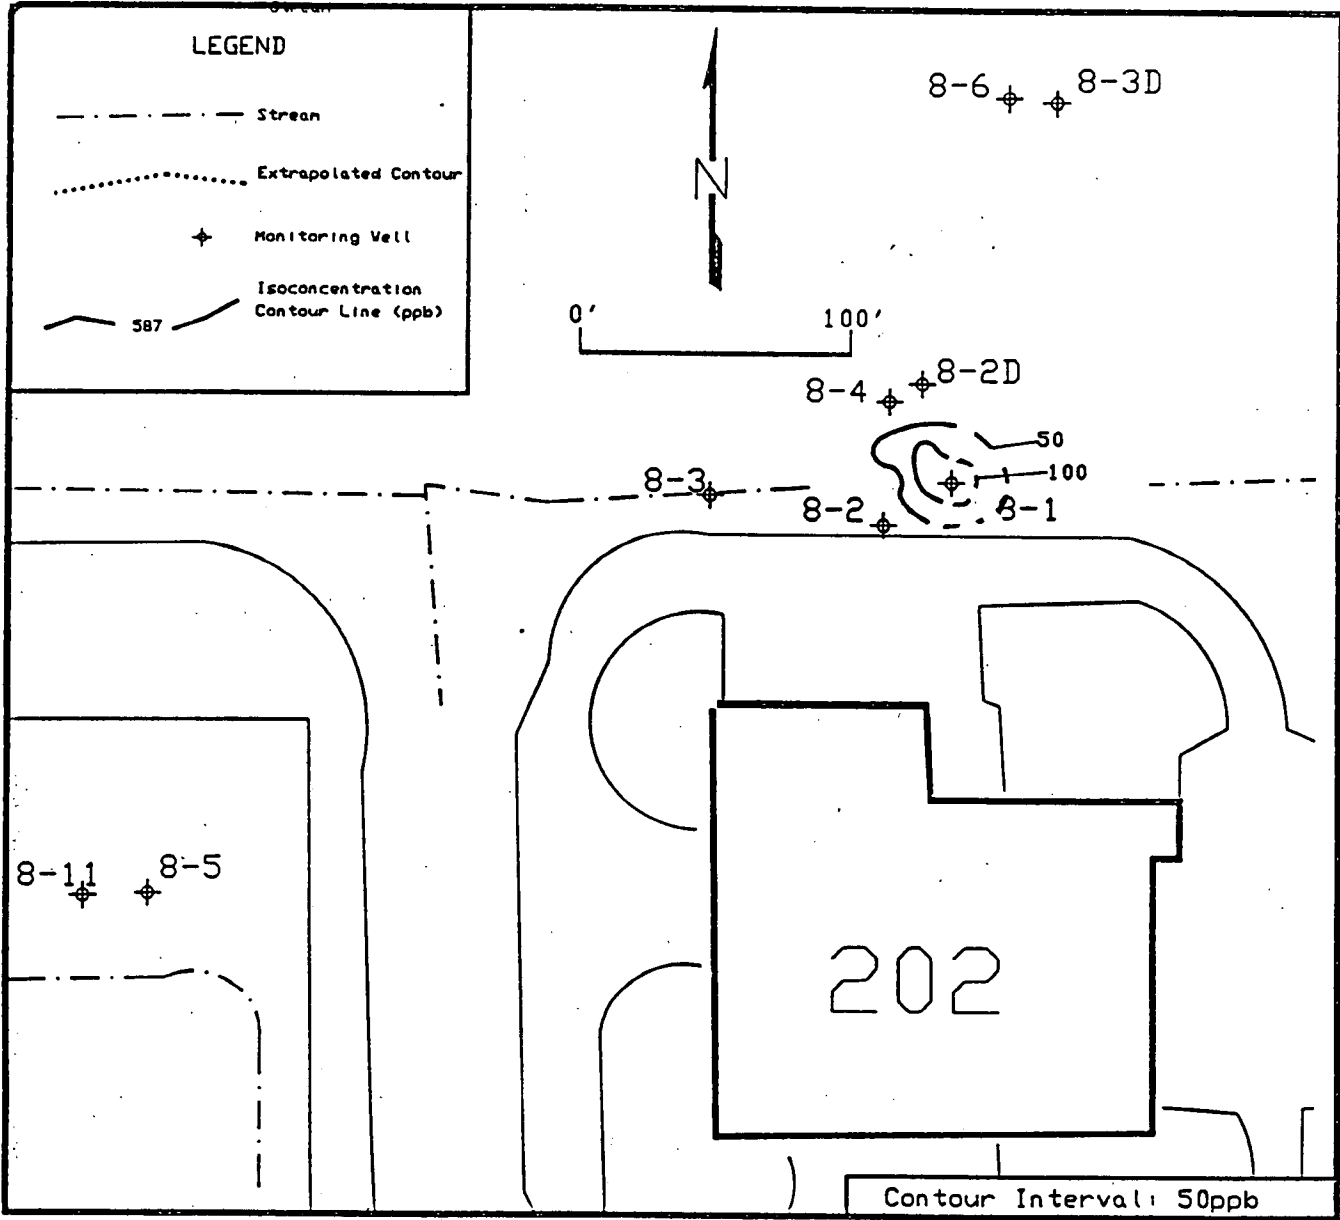 Stream
LEGEND
Stream
Extrapolated Contour
Monitoring Well
Isoconcentration
Contour Line (ppb)
587
N
0'
100'
8-6
8-3D
8-2D
8-4
50
100
8-3
8-2
8-1
8-11
8-5
202
Contour Interval: 50ppb